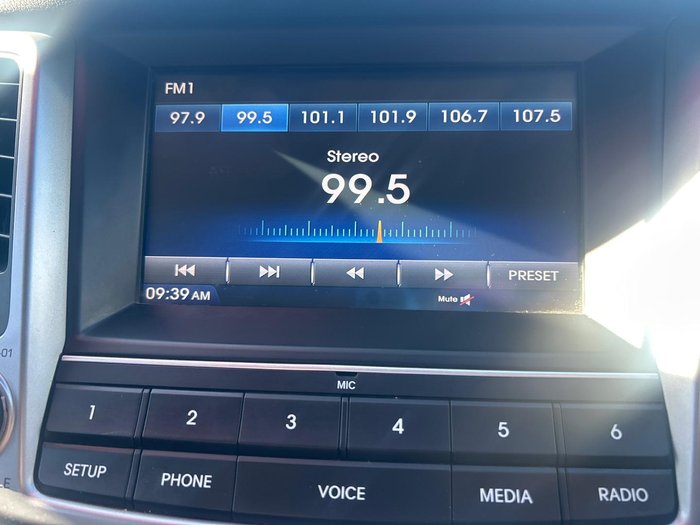 FM1
97.9 99.5 101.1 101.9 106.7 107.5
Stereo
99.5
PRESET
09:39 AM Mute
MIC
1 2 3 4 5 6
SETUP PHONE VOICE MEDIA RADIO